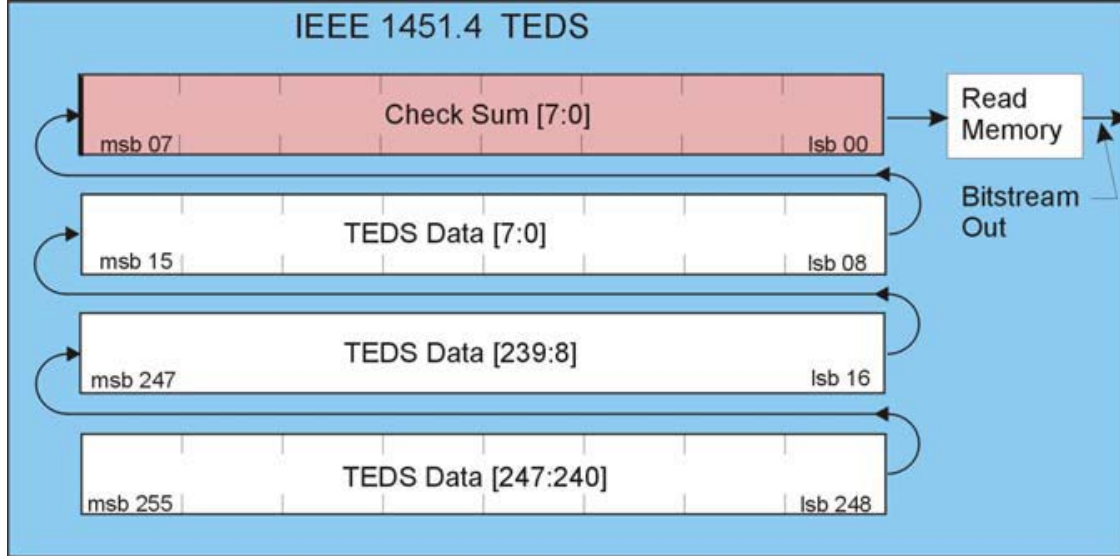 IEEE 1451.4 TEDS
Check Sum [7:0]
msb 07
lsb 00
Read
Memory
Bitstream
Out
TEDS Data [7:0]
msb 15
lsb 08
TEDS Data [239:8]
msb 247
lsb 16
TEDS Data [247:240]
msb 255
lsb 248